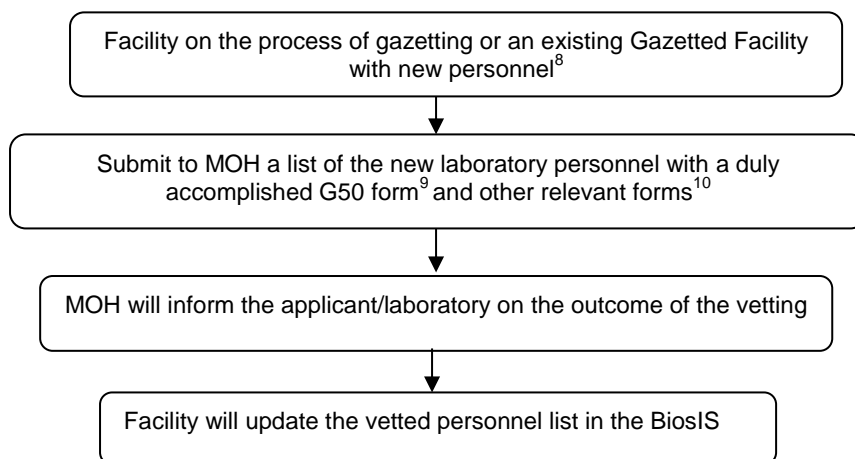 Facility on the process of gazetting or an existing Gazetted Facility
with new personnel⁸
Submit to MOH a list of the new laboratory personnel with a duly
accomplished G50 form⁹ and other relevant forms¹⁰
MOH will inform the applicant/laboratory on the outcome of the vetting
Facility will update the vetted personnel list in the BiosIS